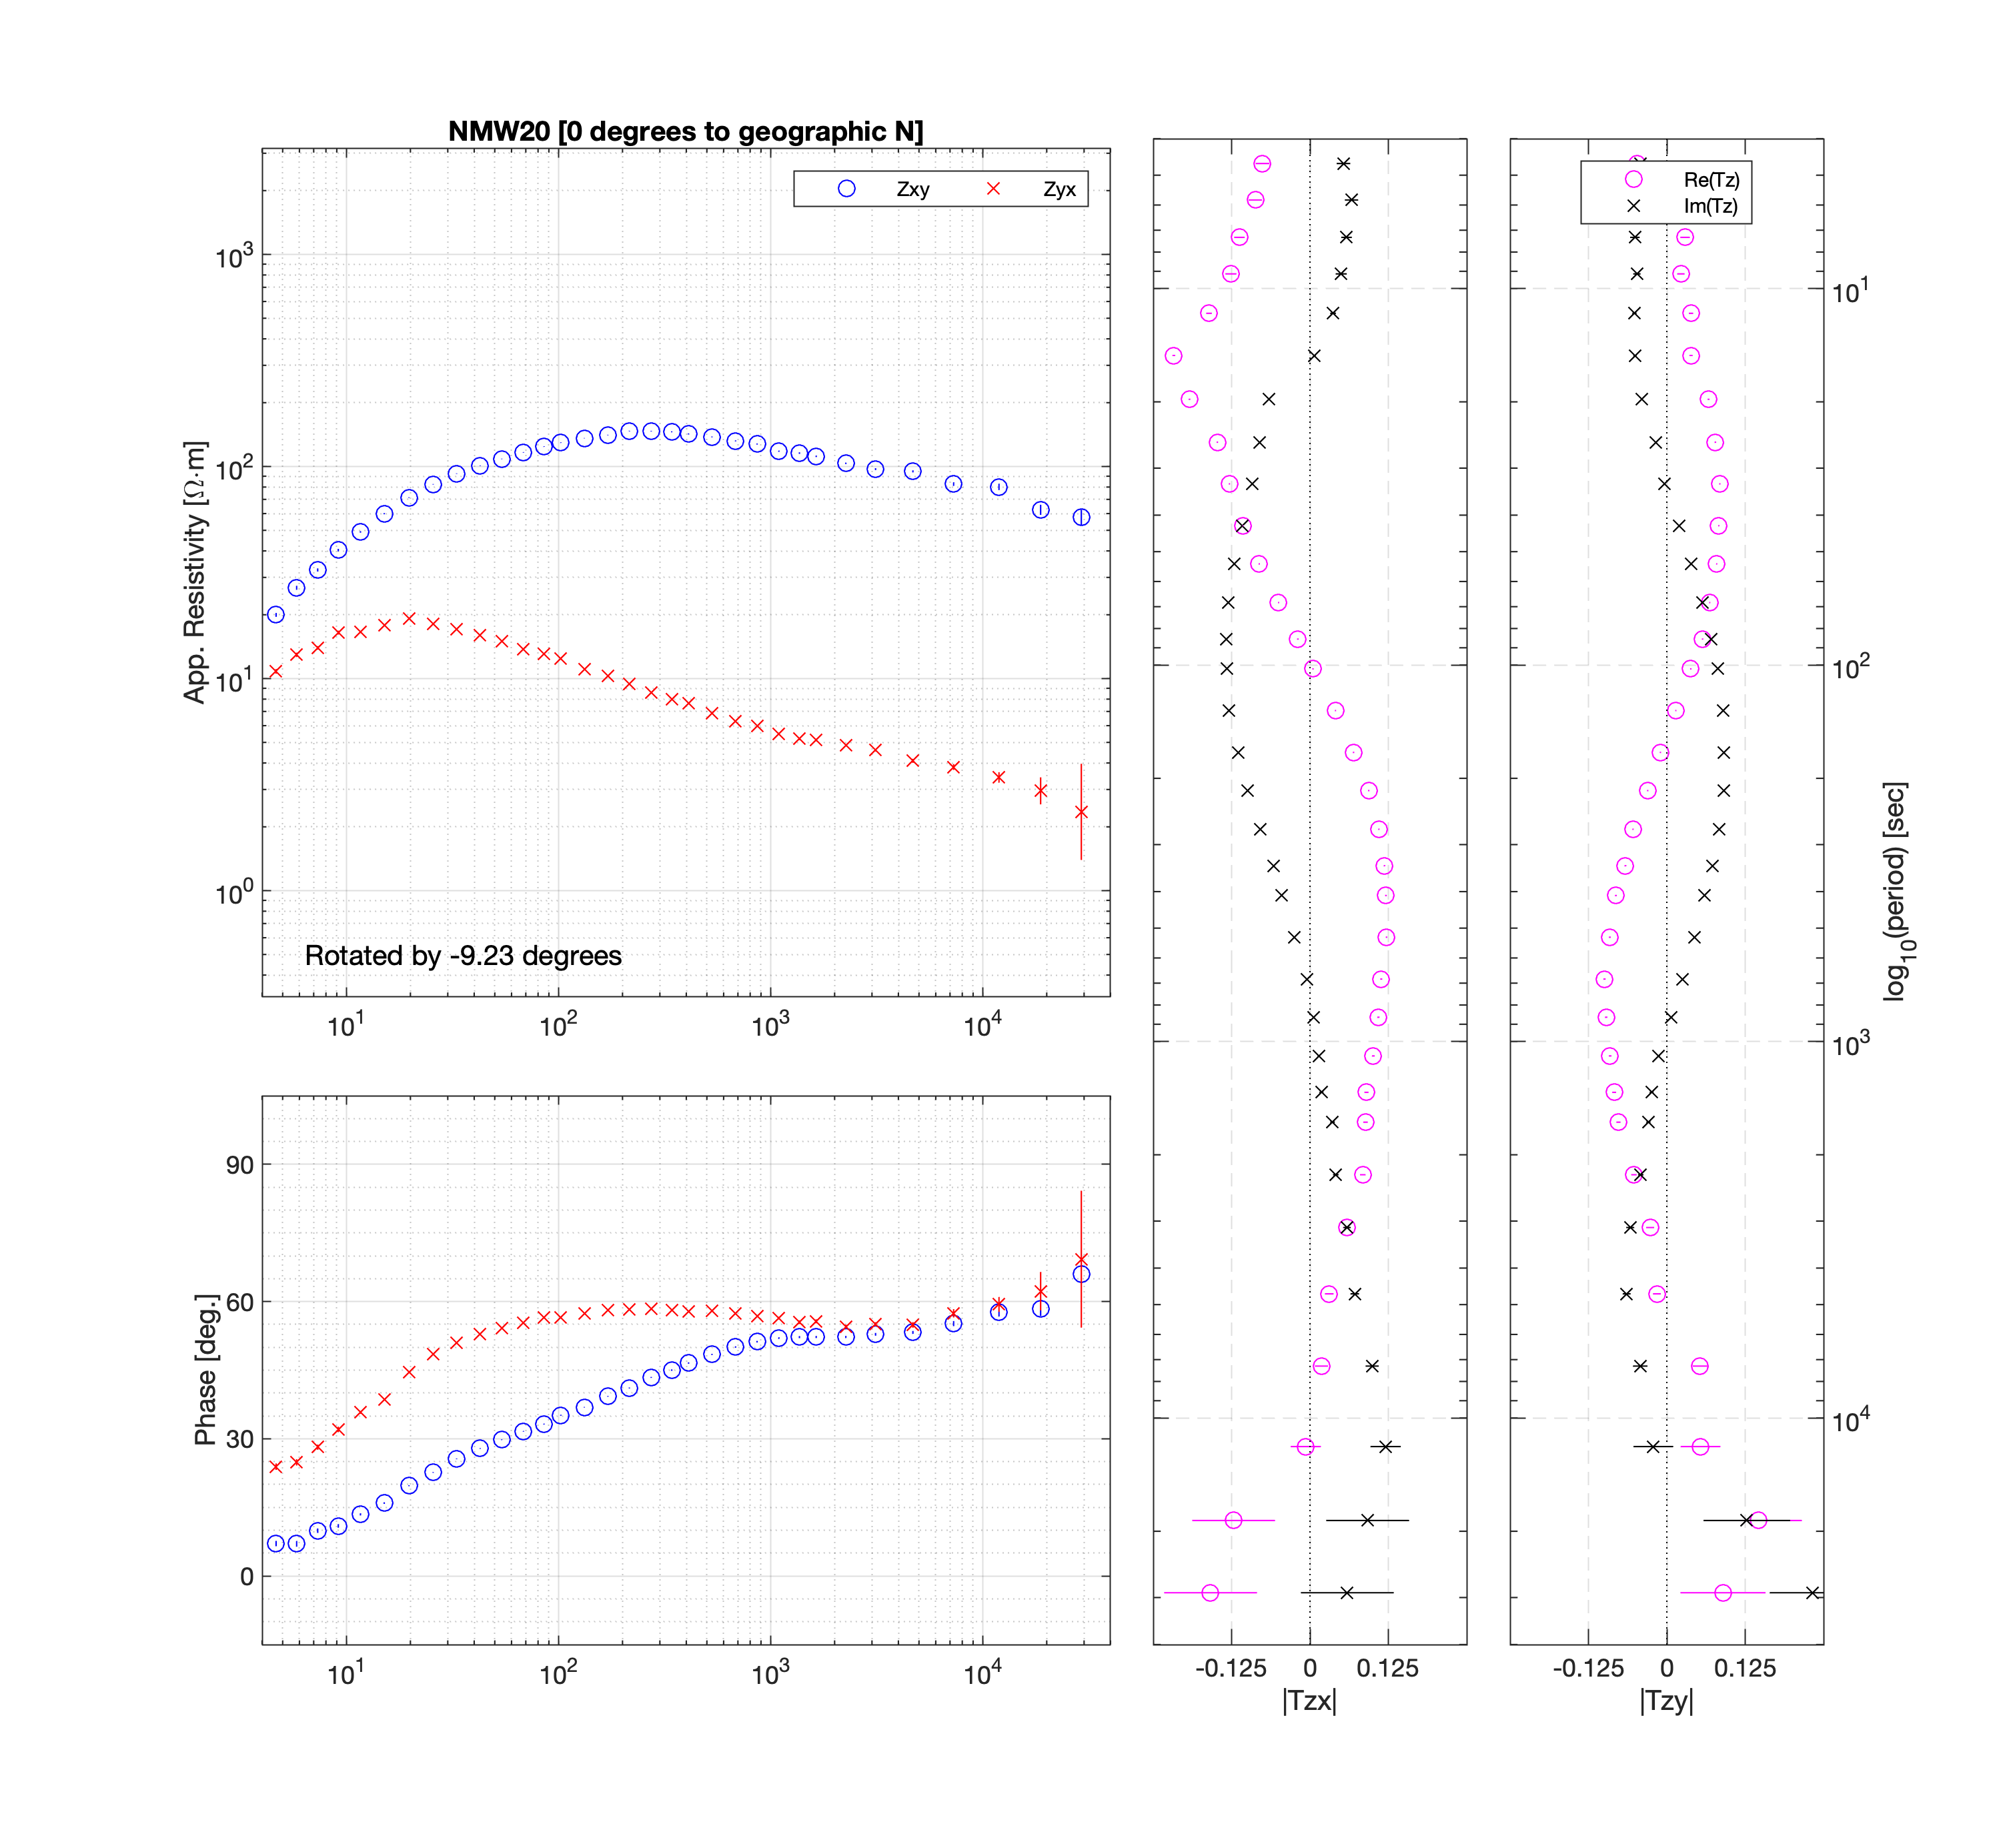 NMW20 [0 degrees to geographic N]
Zxy Zyx
App. Resistivity [Ω·m]
10³
10²
10¹
10⁰
Rotated by -9.23 degrees
10¹ 10² 10³ 10⁴
Phase [deg.]
90
60
30
0
10¹ 10² 10³ 10⁴
-0.125 0 0.125
|Tzx|
Re(Tz)
Im(Tz)
10¹
10²
10³
10⁴
log₁₀(period) [sec]
-0.125 0 0.125
|Tzy|